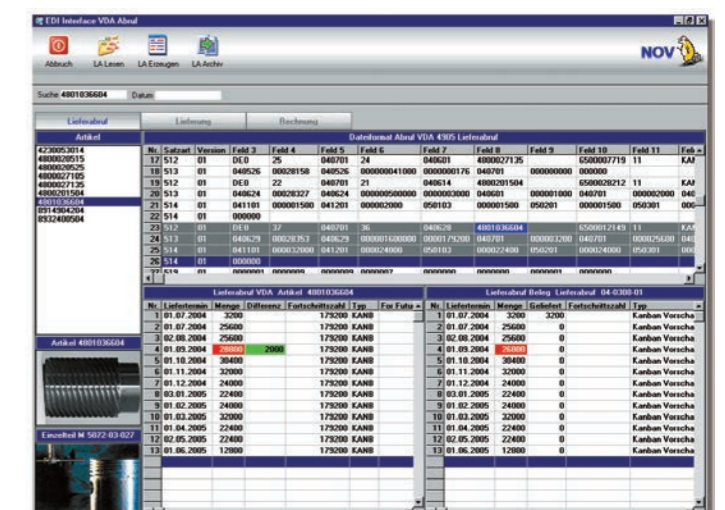 EDI Interface VDA Abruf
Abbruch LA Lesen LA Erzeugen LA Archiv
NOV
Suche 4801036604 Datum
Lieferabruf Lieferung Rechnung
Artikel
4230053014
4800020515
4800020525
4800027105
4800027135
4800201504
4801036604
8914904204
8932400504
Dateiformat Abruf VDA 4905 Lieferabruf
Nr. Satzart Version Feld 3 Feld 4 Feld 5 Feld 6 Feld 7 Feld 8 Feld 9 Feld 10 Feld 11
17 512 01 DE0 25 040701 24 040601 4800027135 6500007719 11
18 513 01 040526 00028158 040526 000000041000 0000000176 040701 000000000 000000
19 512 01 DE0 22 040701 21 040614 4800201504 6500028212 11
20 513 01 040624 00028327 040624 000000500000 0000003000 040601 000001000 040701 000002000
21 514 01 041101 000001500 041201 000002000 050103 000001500 050201 000001500 050301
22 514 01 000000
23 512 01 DE0 37 040701 36 040628 4801036604 6500012149 11
24 513 01 040629 00028353 040629 000001600000 0000179200 040701 000003200 040701 000025600
25 514 01 041101 000032000 041201 000024000 050103 000022400 050201 000024000 050301
26 514 01 000000
Lieferabruf VDA Artikel 4801036604
Nr. Liefertermin Menge Differenz Fortschrittszahl Typ For Futu
1 01.07.2004 3200 179200 KANB
2 01.07.2004 25600 179200 KANB
3 02.08.2004 25600 179200 KANB
4 01.09.2004 28800 2000 179200 KANB
5 01.10.2004 30400 179200 KANB
6 01.11.2004 32000 179200 KANB
7 01.12.2004 24000 179200 KANB
8 03.01.2005 22400 179200 KANB
9 01.02.2005 24000 179200 KANB
10 01.03.2005 32000 179200 KANB
11 01.04.2005 22400 179200 KANB
12 02.05.2005 22400 179200 KANB
13 01.06.2005 12800 179200 KANB
Lieferabruf Beleg Lieferabruf 04-0308-01
Nr. Liefertermin Menge Geliefert Fortschrittszahl Typ
1 01.07.2004 3200 3200 Kanban Vorscha
2 01.07.2004 25600 0 Kanban Vorscha
3 02.08.2004 25600 0 Kanban Vorscha
4 01.09.2004 26800 0 Kanban Vorscha
5 01.10.2004 30400 0 Kanban Vorscha
6 01.11.2004 32000 0 Kanban Vorscha
7 01.12.2004 24000 0 Kanban Vorscha
8 03.01.2005 22400 0 Kanban Vorscha
9 01.02.2005 24000 0 Kanban Vorscha
10 01.03.2005 32000 0 Kanban Vorscha
11 01.04.2005 22400 0 Kanban Vorscha
12 02.05.2005 22400 0 Kanban Vorscha
13 01.06.2005 12800 0 Kanban Vorscha
Artikel 4801036604
Einzelteil M 5072-03-027